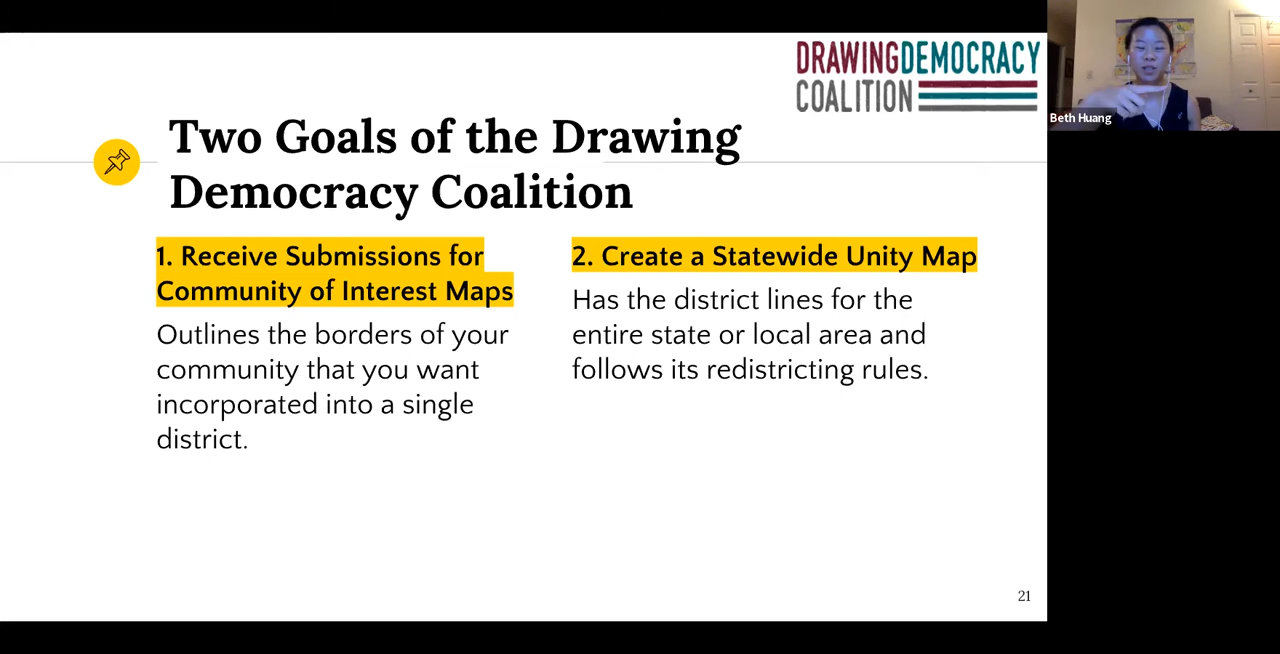 DRAWINGDEMOCRACY
COALITION
Beth Huang
Two Goals of the Drawing
Democracy Coalition
1. Receive Submissions for
Community of Interest Maps
Outlines the borders of your
community that you want
incorporated into a single
district.
2. Create a Statewide Unity Map
Has the district lines for the
entire state or local area and
follows its redistricting rules.
21